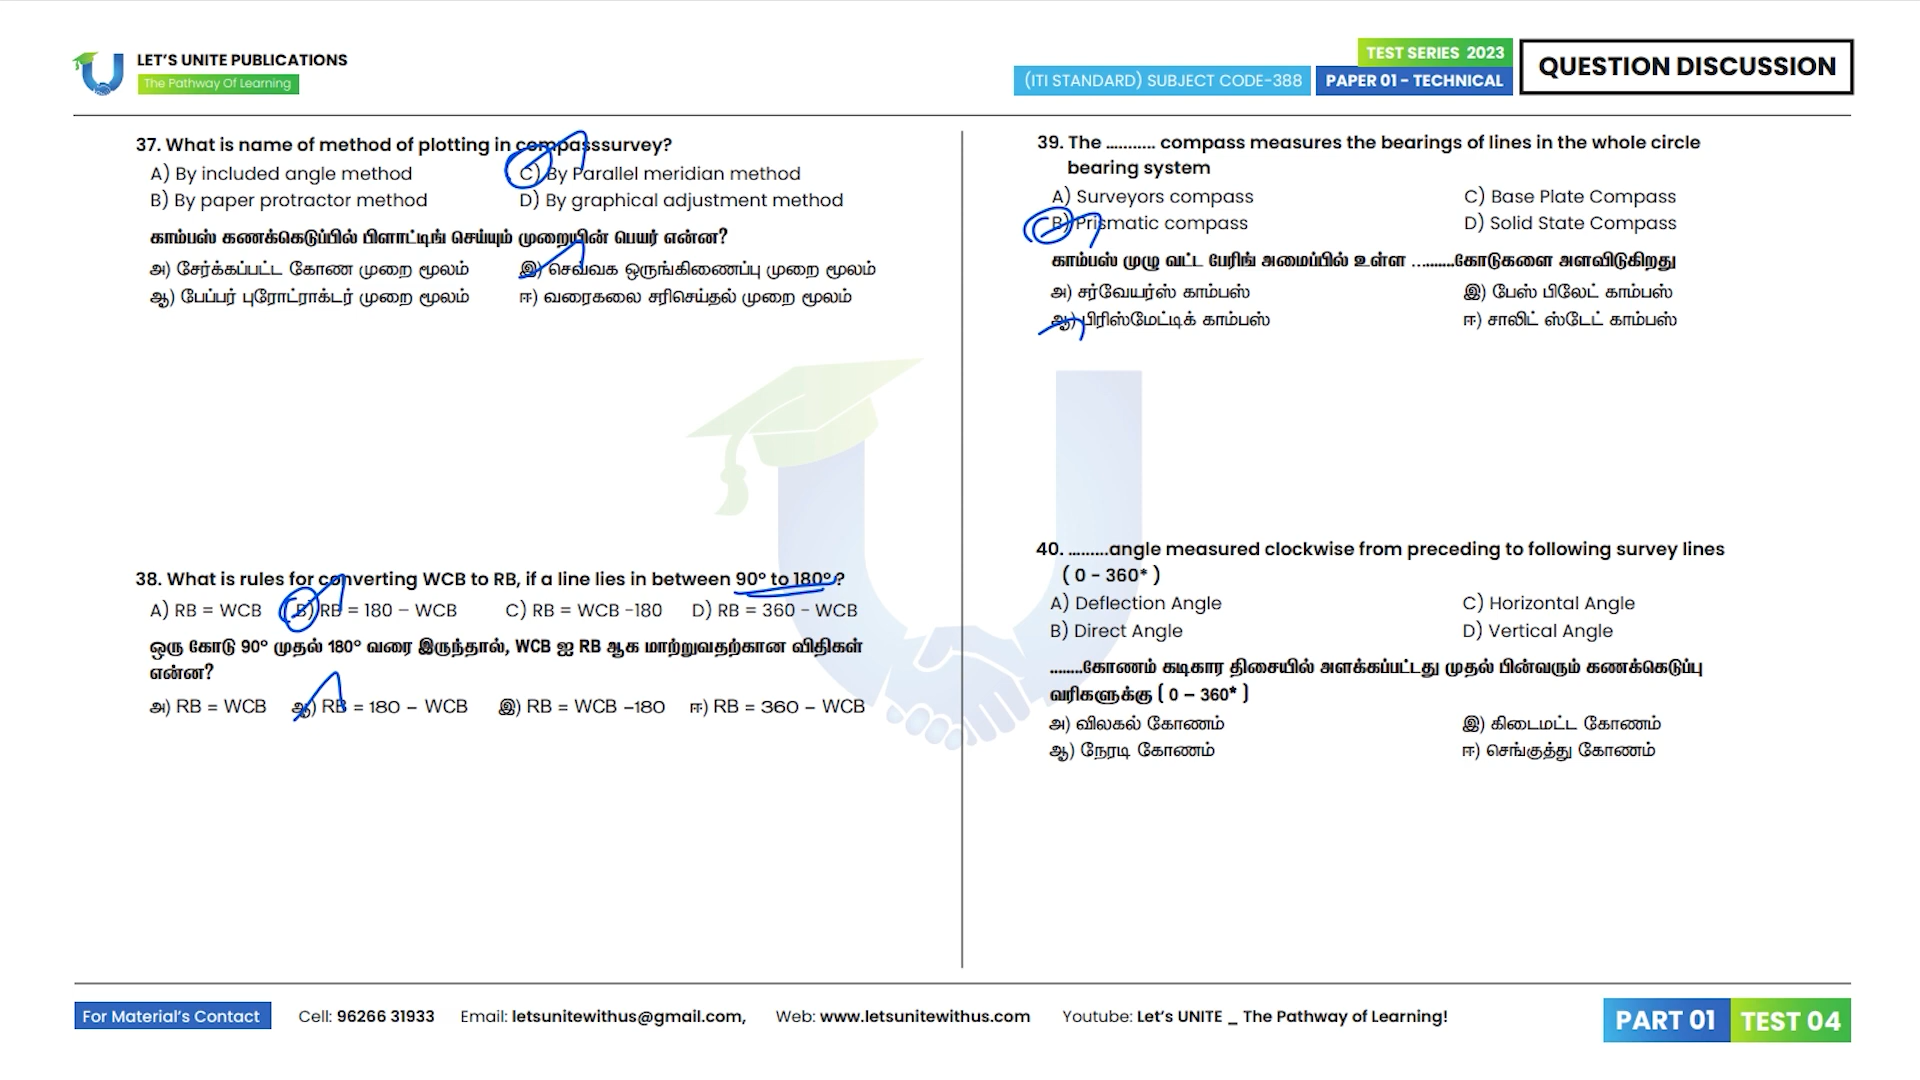 LET'S UNITE PUBLICATIONS
The Pathway Of Learning
TEST SERIES 2023
(ITI STANDARD) SUBJECT CODE-388
PAPER 01 - TECHNICAL
QUESTION DISCUSSION
37. What is name of method of plotting in compasssurvey?
A) By included angle method C) By Parallel meridian method
B) By paper protractor method D) By graphical adjustment method
காம்பஸ் கணக்கெடுப்பில் பிளாட்டிங் செய்யும் முறையின் பெயர் என்ன?
அ) சேர்க்கப்பட்ட கோண முறை மூலம் இ) செவ்வக ஒருங்கிணைப்பு முறை மூலம்
ஆ) பேப்பர் புரோட்ராக்டர் முறை மூலம் ஈ) வரைகலை சரிசெய்தல் முறை மூலம்
38. What is rules for converting WCB to RB, if a line lies in between 90° to 180°?
A) RB = WCB B) RB = 180 – WCB C) RB = WCB -180 D) RB = 360 - WCB
ஒரு கோடு 90° முதல் 180° வரை இருந்தால், WCB ஐ RB ஆக மாற்றுவதற்கான விதிகள்
என்ன?
அ) RB = WCB ஆ) RB = 180 – WCB இ) RB = WCB -180 ஈ) RB = 360 – WCB
39. The ........... compass measures the bearings of lines in the whole circle
bearing system
A) Surveyors compass C) Base Plate Compass
B) Prismatic compass D) Solid State Compass
காம்பஸ் முழு வட்ட பேரிங் அமைப்பில் உள்ள ...........கோடுகளை அளவிடுகிறது
அ) சர்வேயர்ஸ் காம்பஸ் இ) பேஸ் பிலேட் காம்பஸ்
ஆ) பிரிஸ்மேட்டிக் காம்பஸ் ஈ) சாலிட் ஸ்டேட் காம்பஸ்
40. .........angle measured clockwise from preceding to following survey lines
( 0 - 360* )
A) Deflection Angle C) Horizontal Angle
B) Direct Angle D) Vertical Angle
........கோணம் கடிகார திசையில் அளக்கப்பட்டது முதல் பின்வரும் கணக்கெடுப்பு
வரிகளுக்கு ( 0 – 360* )
அ) விலகல் கோணம் இ) கிடைமட்ட கோணம்
ஆ) நேரடி கோணம் ஈ) செங்குத்து கோணம்
For Material's Contact Cell: 96266 31933 Email: letsunitewithus@gmail.com, Web: www.letsunitewithus.com Youtube: Let's UNITE _ The Pathway of Learning!
PART 01 TEST 04